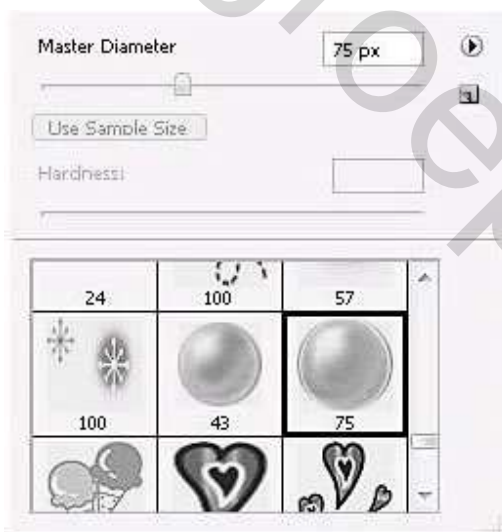 Master Diameter 75 px
Use Sample Size
Hardness:
24 100 57
100 43 75